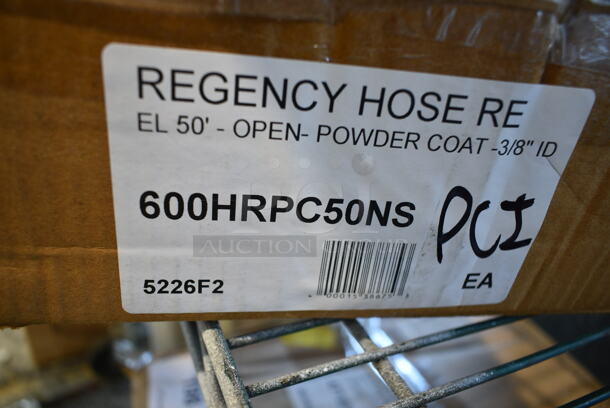 REGENCY HOSE RE
EL 50' - OPEN- POWDER COAT -3/8" ID
600HRPC50NS
PCI
AUCTION
5226F2
EA